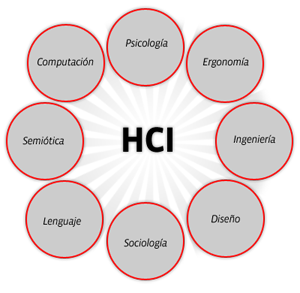 Psicología
Computación
Ergonomía
HCI
Semiótica
Ingeniería
Lenguaje
Diseño
Sociología